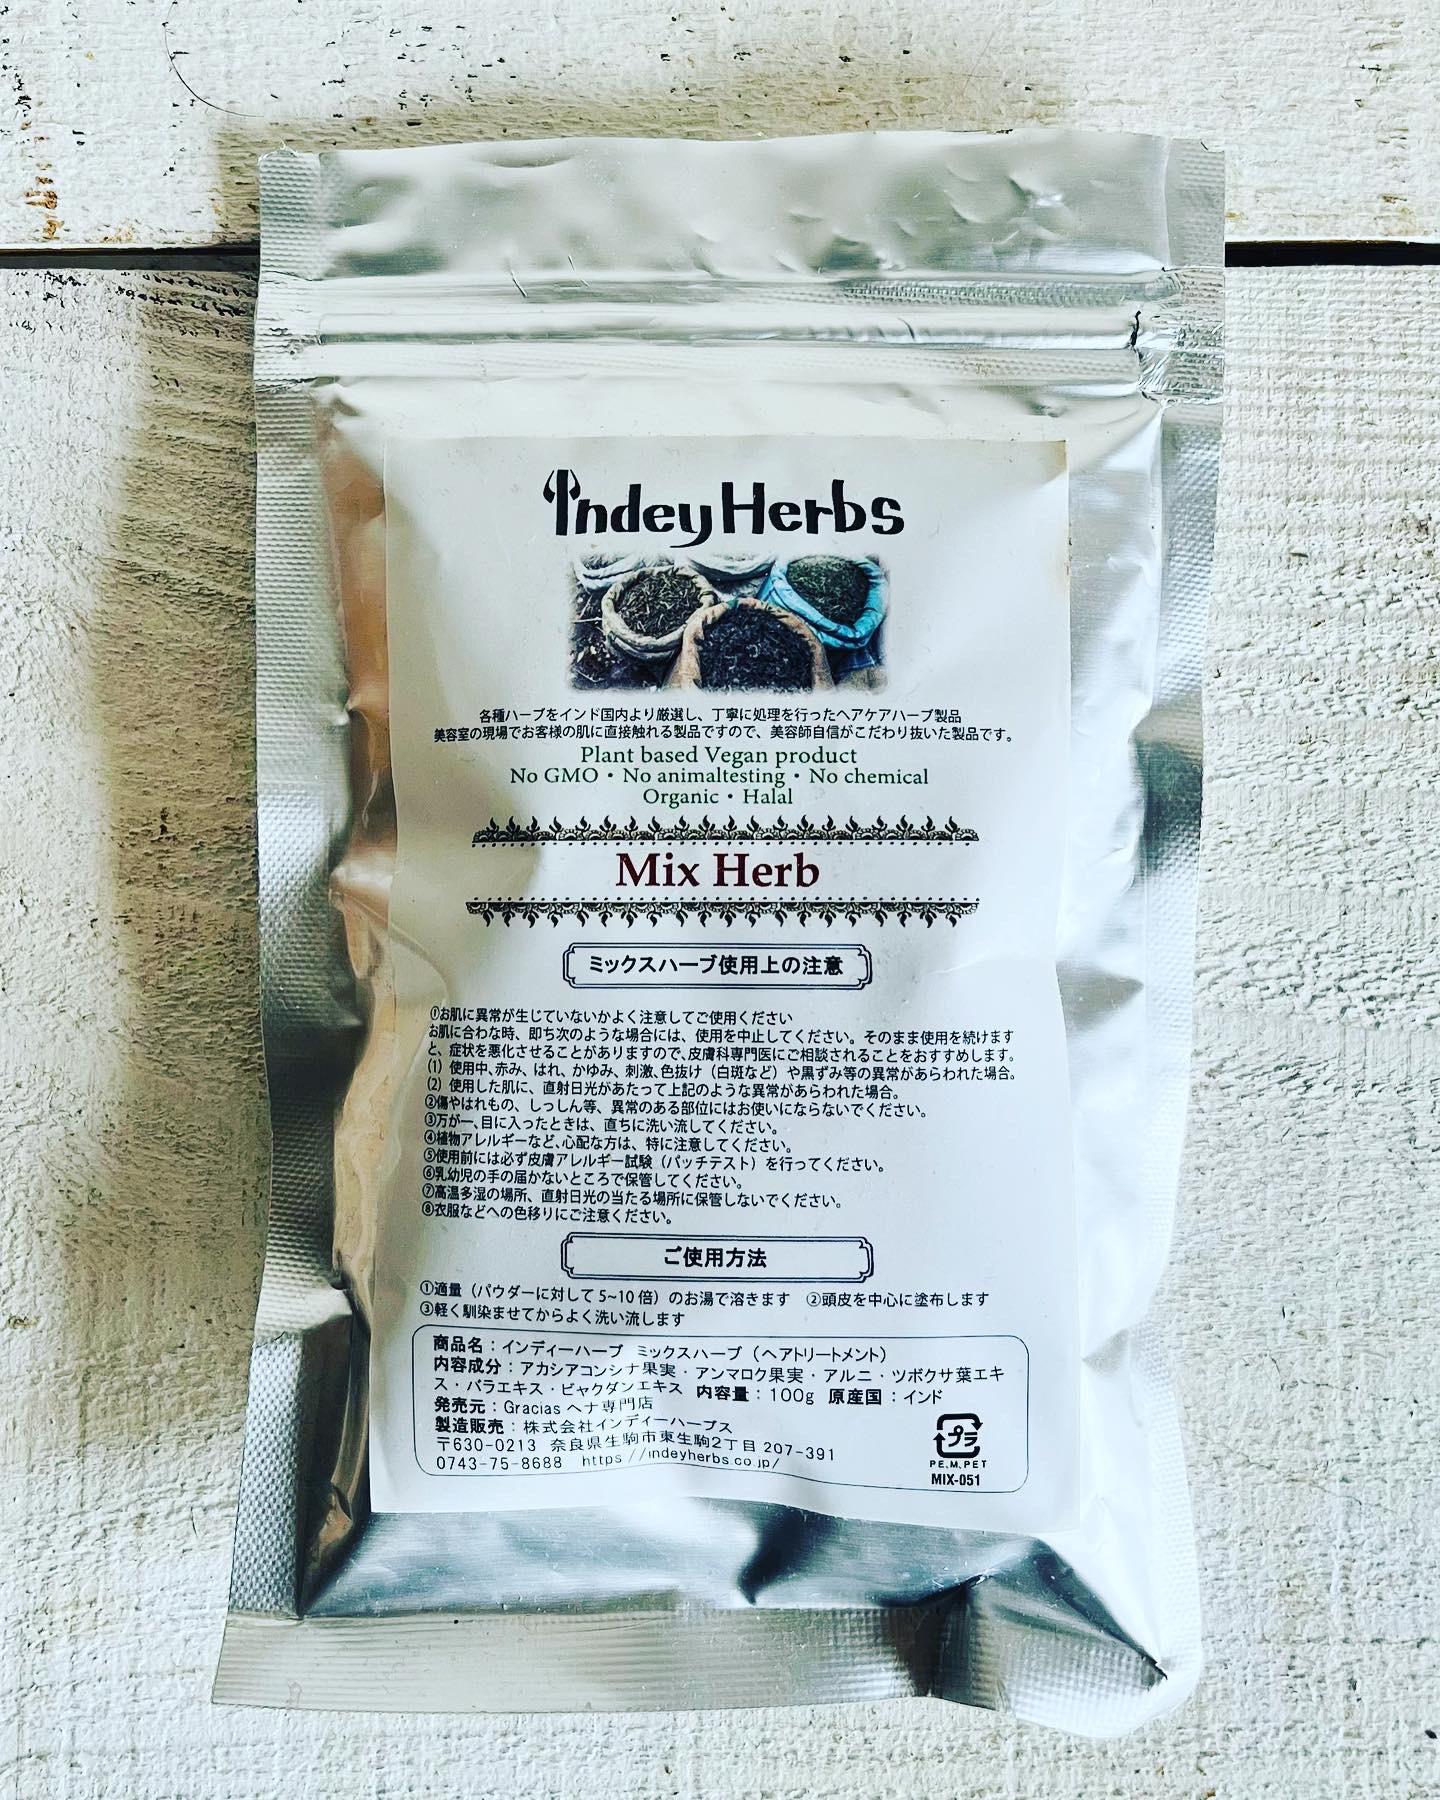 IndeyHerbs
各種ハーブをインド国内より厳選し、丁寧に処理を行ったヘアケアハーブ製品
美容室の現場でお客様の肌に直接触れる製品ですので、美容師自信がこだわり抜いた製品です。
Plant based Vegan product
No GMO・No animaltesting・No chemical
Organic・Halal
Mix Herb
ミックスハーブ使用上の注意
①お肌に異常が生じていないかよく注意してご使用ください
お肌に合わな時、即ち次のような場合には、使用を中止してください。そのまま使用を続けます
と、症状を悪化させることがありますので、皮膚科専門医にご相談されることをおすすめします。
(1) 使用中、赤み、はれ、かゆみ、刺激、色抜け（白斑など）や黒ずみ等の異常があらわれた場合。
(2) 使用した肌に、直射日光があたって上記のような異常があらわれた場合。
②傷やはれもの、しっしん等、異常のある部位にはお使いにならないでください。
③万が一、目に入ったときは、直ちに洗い流してください。
④植物アレルギーなど、心配な方は、特に注意してください。
⑤使用前には必ず皮膚アレルギー試験（パッチテスト）を行ってください。
⑥乳幼児の手の届かないところで保管してください。
⑦高温多湿の場所、直射日光の当たる場所に保管しないでください。
⑧衣服などへの色移りにご注意ください。
ご使用方法
①適量（パウダーに対して 5~10 倍）のお湯で溶きます　②頭皮を中心に塗布します
③軽く馴染ませてからよく洗い流します
商品名：インディーハーブ ミックスハーブ（ヘアトリートメント）
内容成分：アカシアコンシナ果実・アンマロク果実・アルニ・ツボクサ葉エキ
ス・バラエキス・ビャクダンエキス 内容量：100g 原産国：インド
発売元：Gracias ヘナ専門店
製造販売：株式会社インディーハーブス
〒630-0213 奈良県生駒市東生駒2丁目 207-391
0743-75-8688 https://indeyherbs.co.jp/
プラ
PE,M,PET
MIX-051